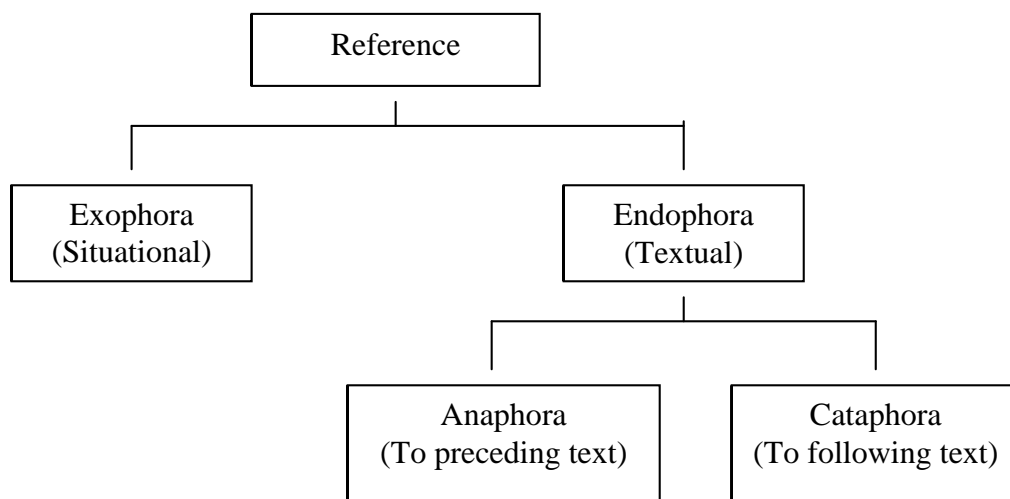 Reference
Exophora
(Situational)
Endophora
(Textual)
Anaphora
(To preceding text)
Cataphora
(To following text)